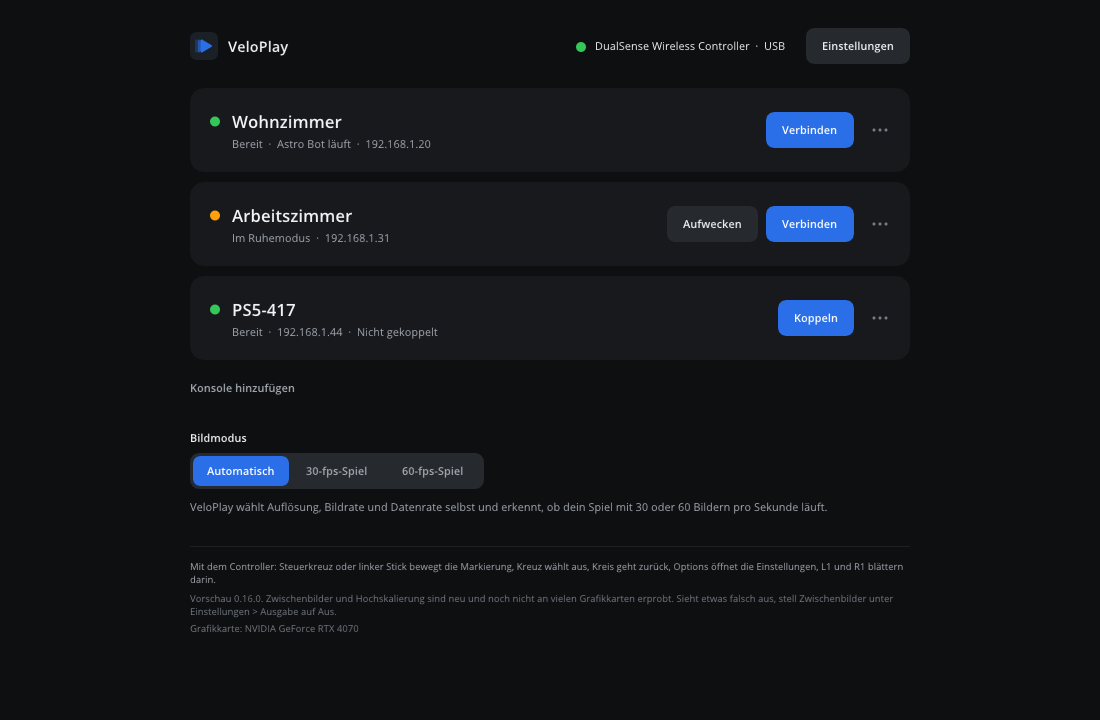 VeloPlay
DualSense Wireless Controller · USB
Einstellungen
Wohnzimmer
Bereit · Astro Bot läuft · 192.168.1.20
Verbinden
Arbeitszimmer
Im Ruhemodus · 192.168.1.31
Aufwecken
Verbinden
PS5-417
Bereit · 192.168.1.44 · Nicht gekoppelt
Koppeln
Konsole hinzufügen
Bildmodus
Automatisch
30-fps-Spiel
60-fps-Spiel
VeloPlay wählt Auflösung, Bildrate und Datenrate selbst und erkennt, ob dein Spiel mit 30 oder 60 Bildern pro Sekunde läuft.
Mit dem Controller: Steuerkreuz oder linker Stick bewegt die Markierung, Kreuz wählt aus, Kreis geht zurück, Options öffnet die Einstellungen, L1 und R1 blättern
darin.
Vorschau 0.16.0. Zwischenbilder und Hochskalierung sind neu und noch nicht an vielen Grafikkarten erprobt. Sieht etwas falsch aus, stell Zwischenbilder unter
Einstellungen > Ausgabe auf Aus.
Grafikkarte: NVIDIA GeForce RTX 4070